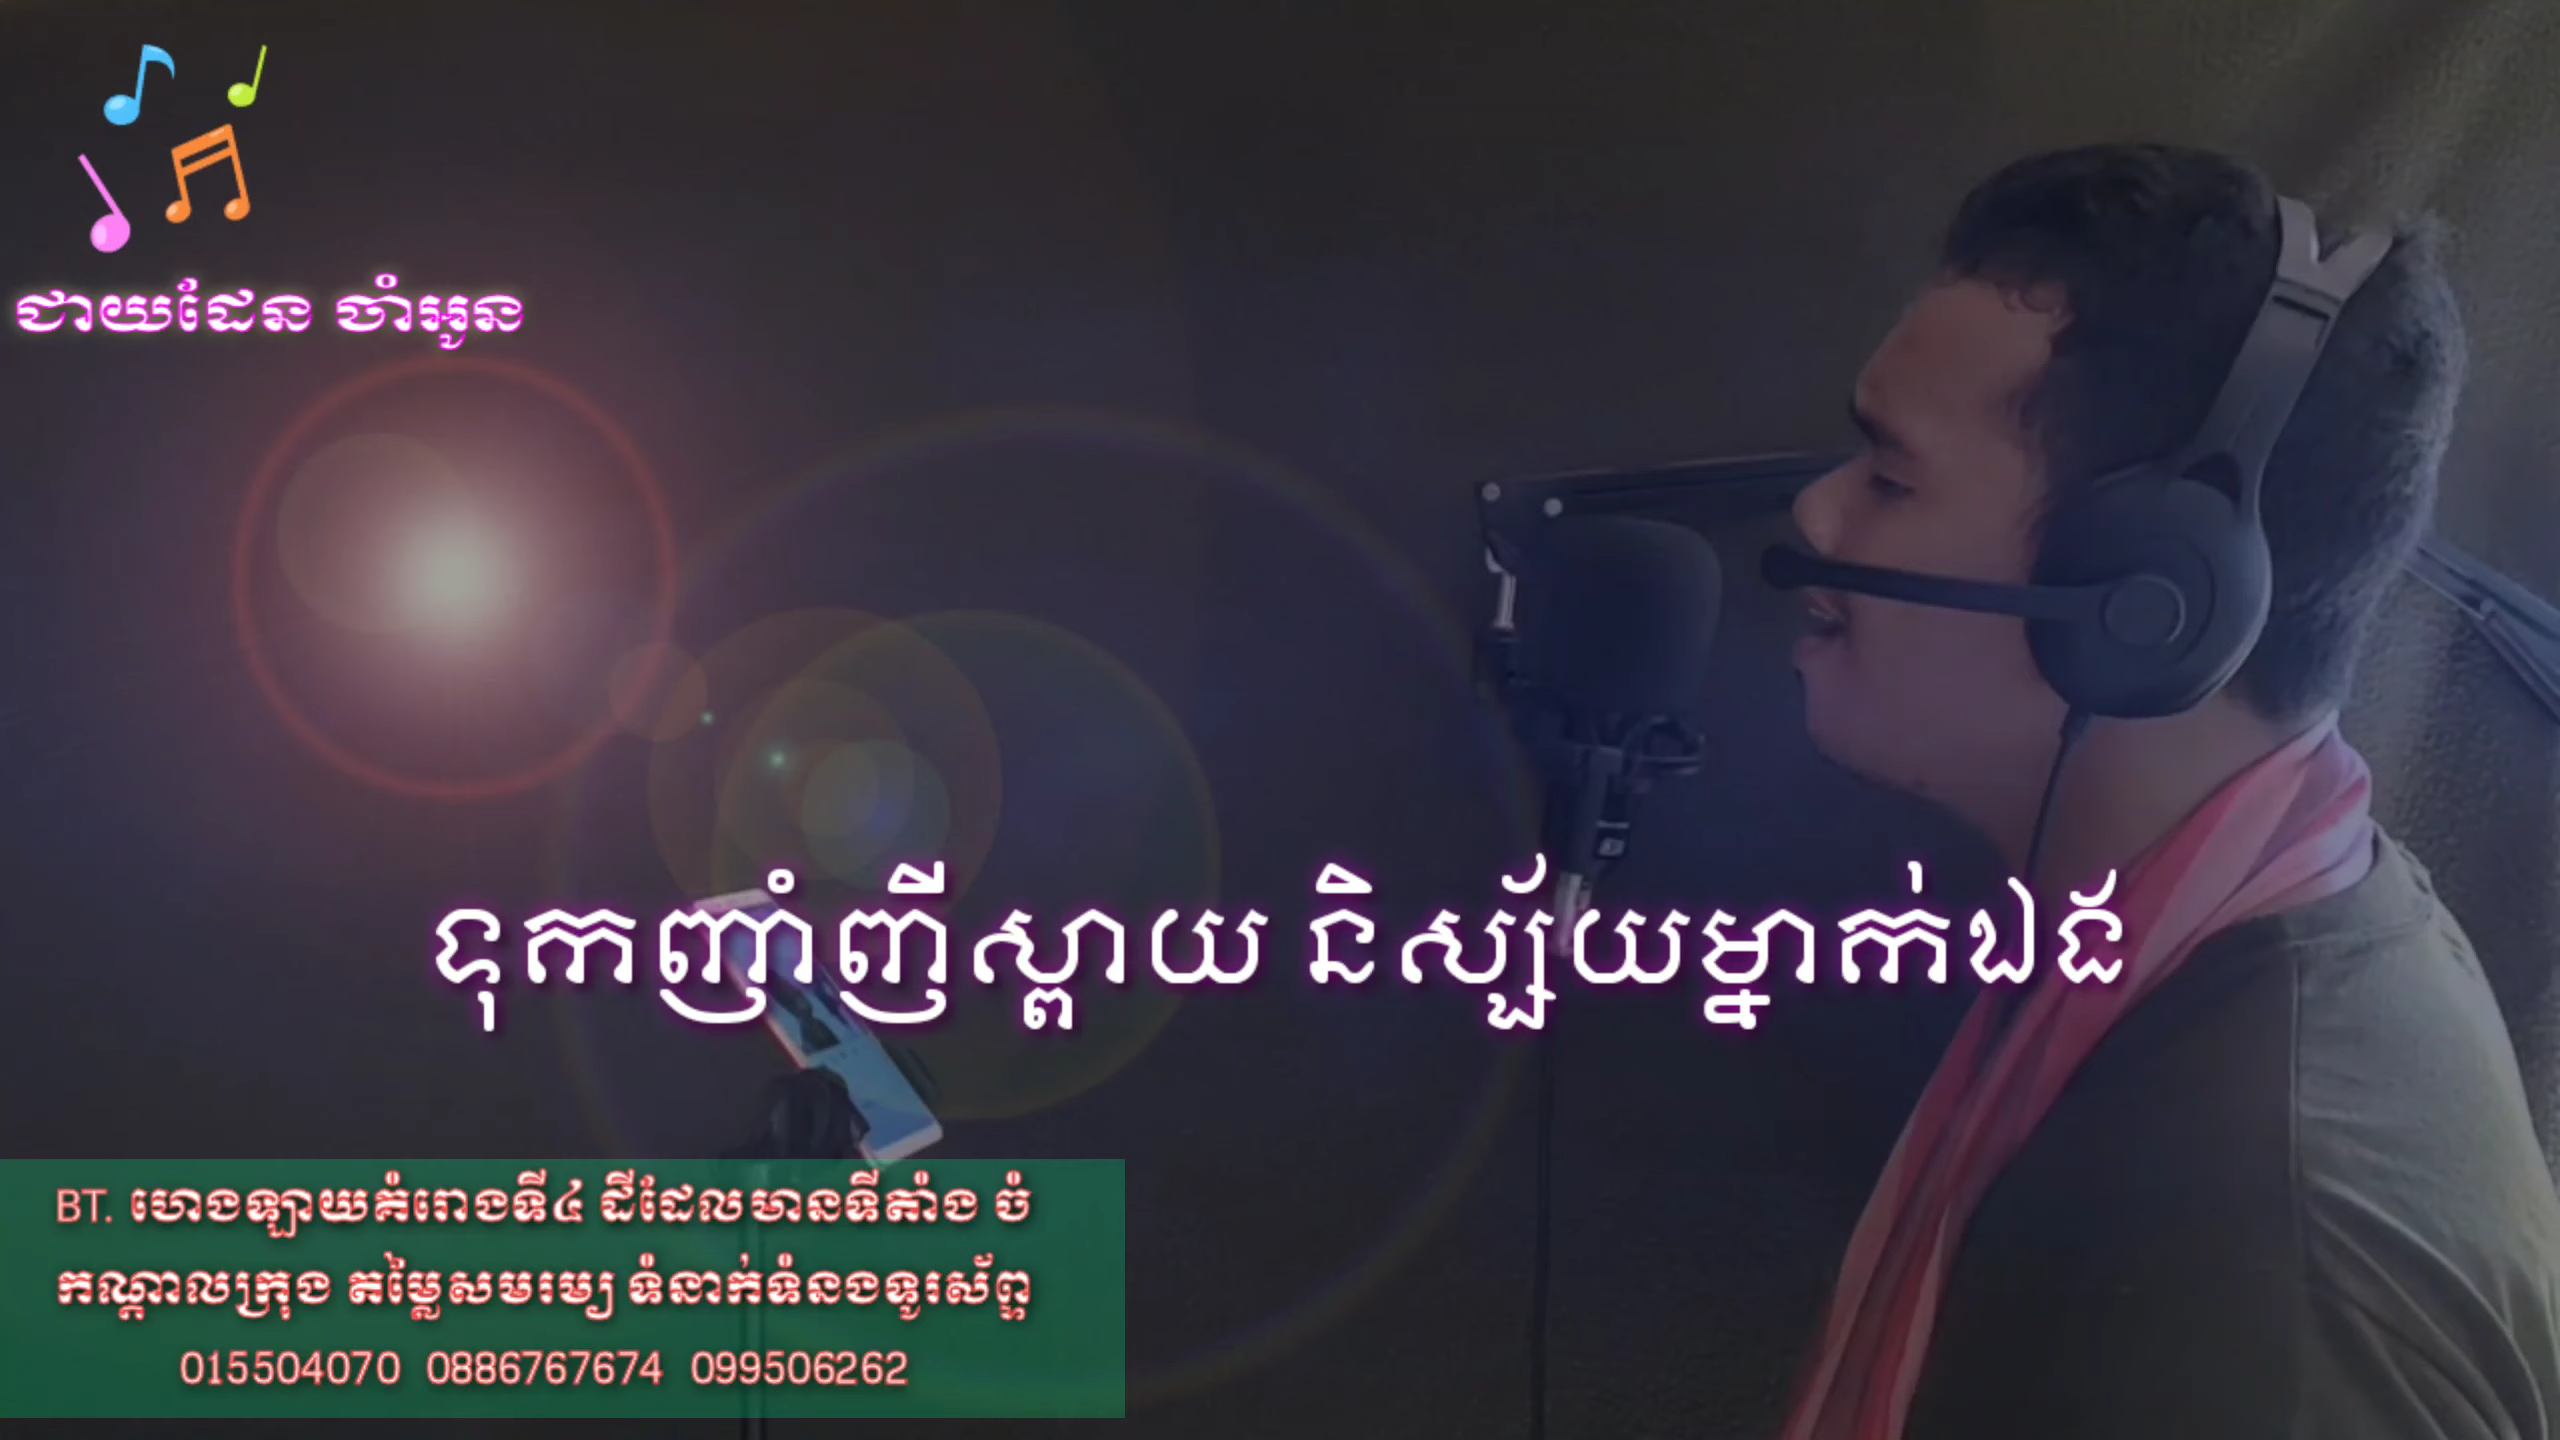 ជាយដែន ចាំអូន
ទុកញាំញីស្ពាយ និស្ស័យម្នាក់ឯង
BT. ហេងឡាយគំរោងទី៤ ដីដែលមានទីតាំង ចំ
កណ្តាលក្រុង តម្លៃសមរម្យ ទំនាក់ទំនងទូរស័ព្ទ
015504070 0886767674 099506262